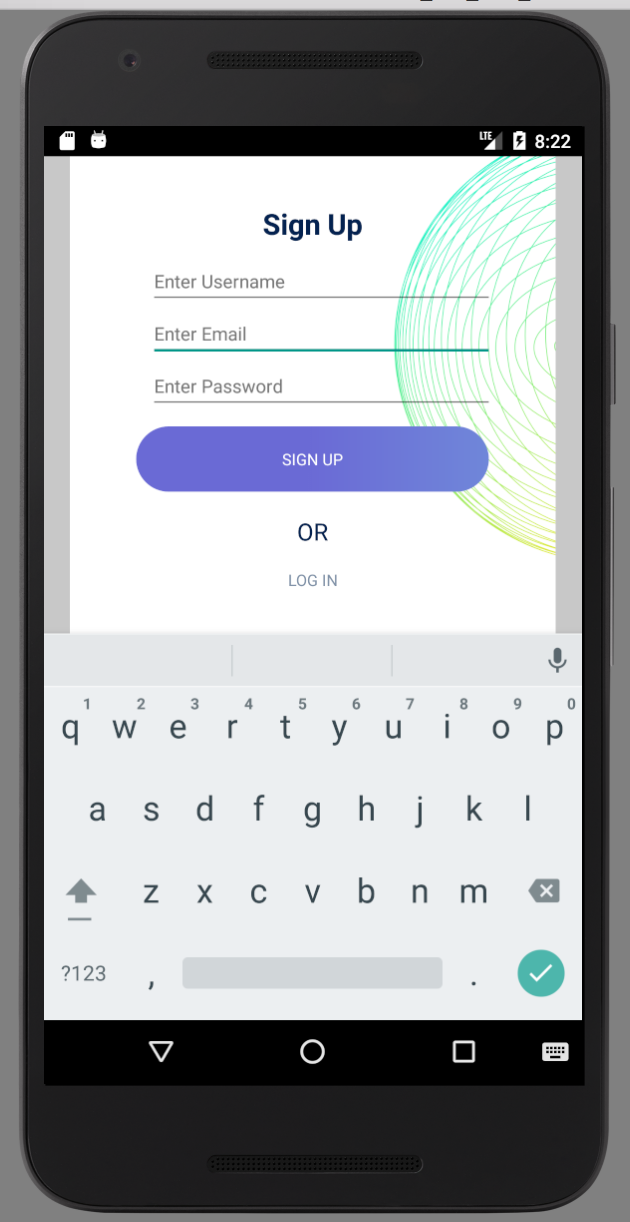 LTE 8:22
Sign Up
Enter Username
Enter Email
Enter Password
SIGN UP
OR
LOG IN
1 2 3 4 5 6 7 8 9 0
q w e r t y u i o p
a s d f g h j k l
z x c v b n m
?123 , .